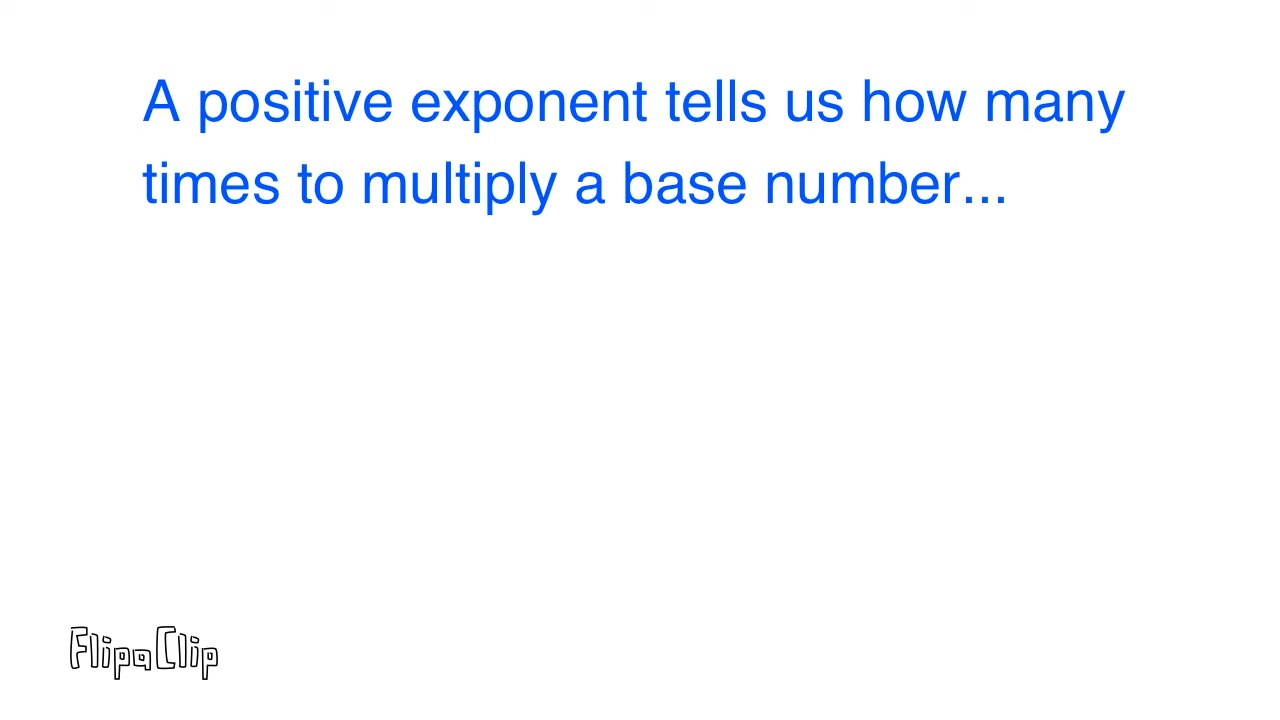 A positive exponent tells us how many
times to multiply a base number...
FlipaClip